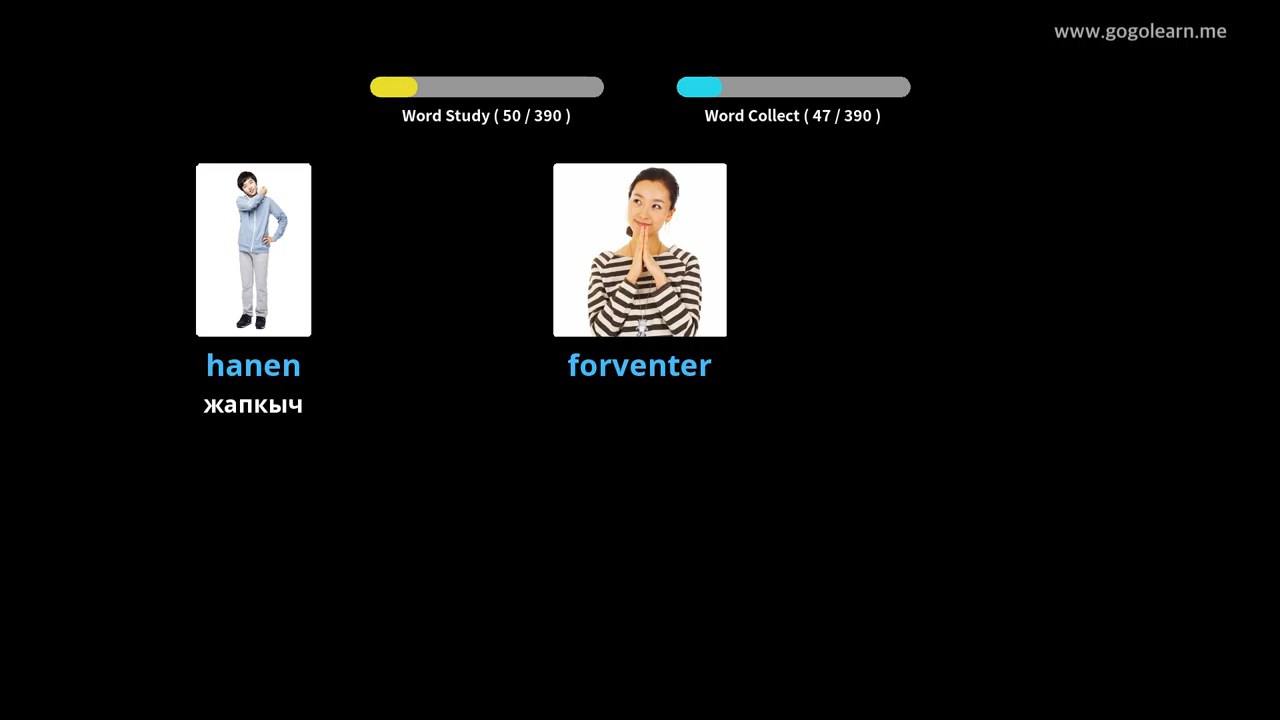 www.gogolearn.me
Word Study ( 50 / 390 )
Word Collect ( 47 / 390 )
hanen
forventer
жапкыч